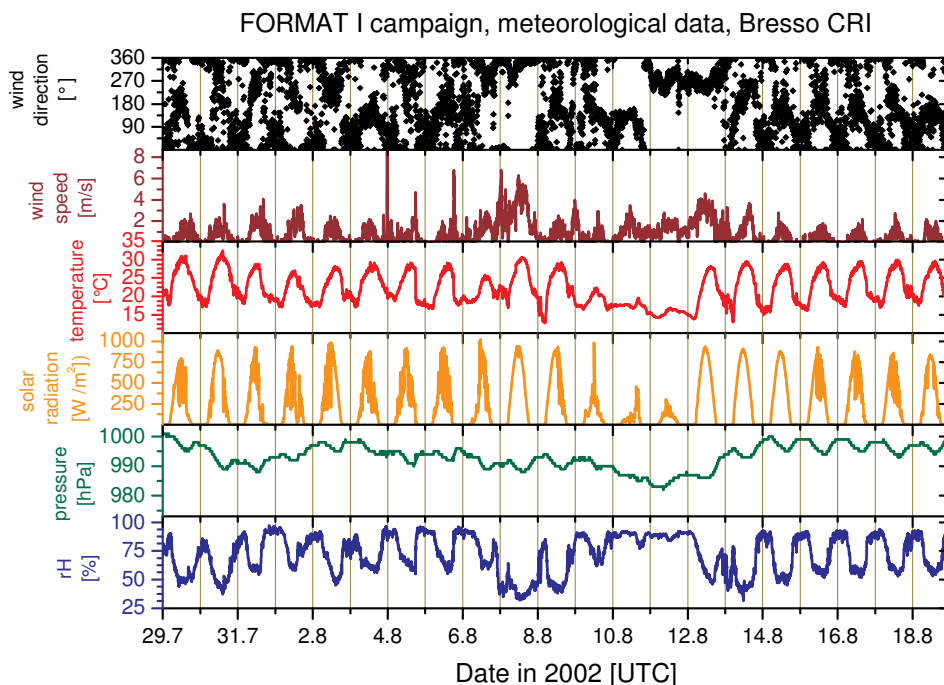 FORMAT I campaign, meteorological data, Bresso CRI
wind
direction
[°]
360
270
180
90
wind
speed
[m/s]
8
6
4
2
temperature
[°C]
35
30
25
20
15
solar
radiation
[W /m²])
1000
750
500
250
pressure
[hPa]
1000
990
980
rH
[%]
100
75
50
25
29.7 31.7 2.8 4.8 6.8 8.8 10.8 12.8 14.8 16.8 18.8
Date in 2002 [UTC]